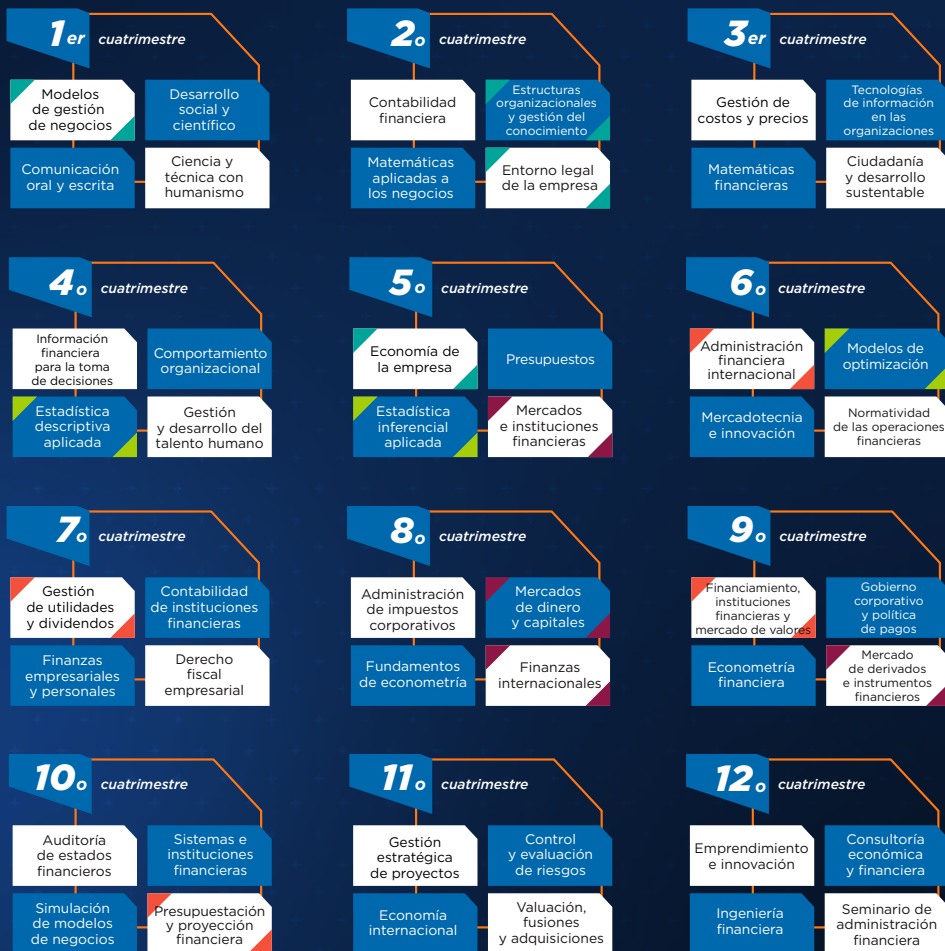 1er cuatrimestre
Modelos
de gestión
de negocios
Desarrollo
social y
científico
Comunicación
oral y escrita
Ciencia y
técnica con
humanismo
2o cuatrimestre
Contabilidad
financiera
Estructuras
organizacionales
y gestión del
conocimiento
Matemáticas
aplicadas a
los negocios
Entorno legal
de la empresa
3er cuatrimestre
Gestión de
costos y precios
Tecnologías
de información
en las
organizaciones
Matemáticas
financieras
Ciudadanía
y desarrollo
sustentable
4o cuatrimestre
Información
financiera
para la toma
de decisiones
Comportamiento
organizacional
Estadística
descriptiva
aplicada
Gestión
y desarrollo del
talento humano
5o cuatrimestre
Economía de
la empresa
Presupuestos
Estadística
inferencial
aplicada
Mercados
e instituciones
financieras
6o cuatrimestre
Administración
financiera
internacional
Modelos de
optimización
Mercadotecnia
e innovación
Normatividad
de las operaciones
financieras
7o cuatrimestre
Gestión
de utilidades
y dividendos
Contabilidad
de instituciones
financieras
Finanzas
empresariales
y personales
Derecho
fiscal
empresarial
8o cuatrimestre
Administración
de impuestos
corporativos
Mercados
de dinero
y capitales
Fundamentos
de econometría
Finanzas
internacionales
9o cuatrimestre
Financiamiento,
instituciones
financieras y
mercado de valores
Gobierno
corporativo
y política
de pagos
Econometría
financiera
Mercado
de derivados
e instrumentos
financieros
10o cuatrimestre
Auditoría
de estados
financieros
Sistemas e
instituciones
financieras
Simulación
de modelos
de negocios
Presupuestación
y proyección
financiera
11o cuatrimestre
Gestión
estratégica
de proyectos
Control
y evaluación
de riesgos
Economía
internacional
Valuación,
fusiones
y adquisiciones
12o cuatrimestre
Emprendimiento
e innovación
Consultoría
económica
y financiera
Ingeniería
financiera
Seminario de
administración
financiera